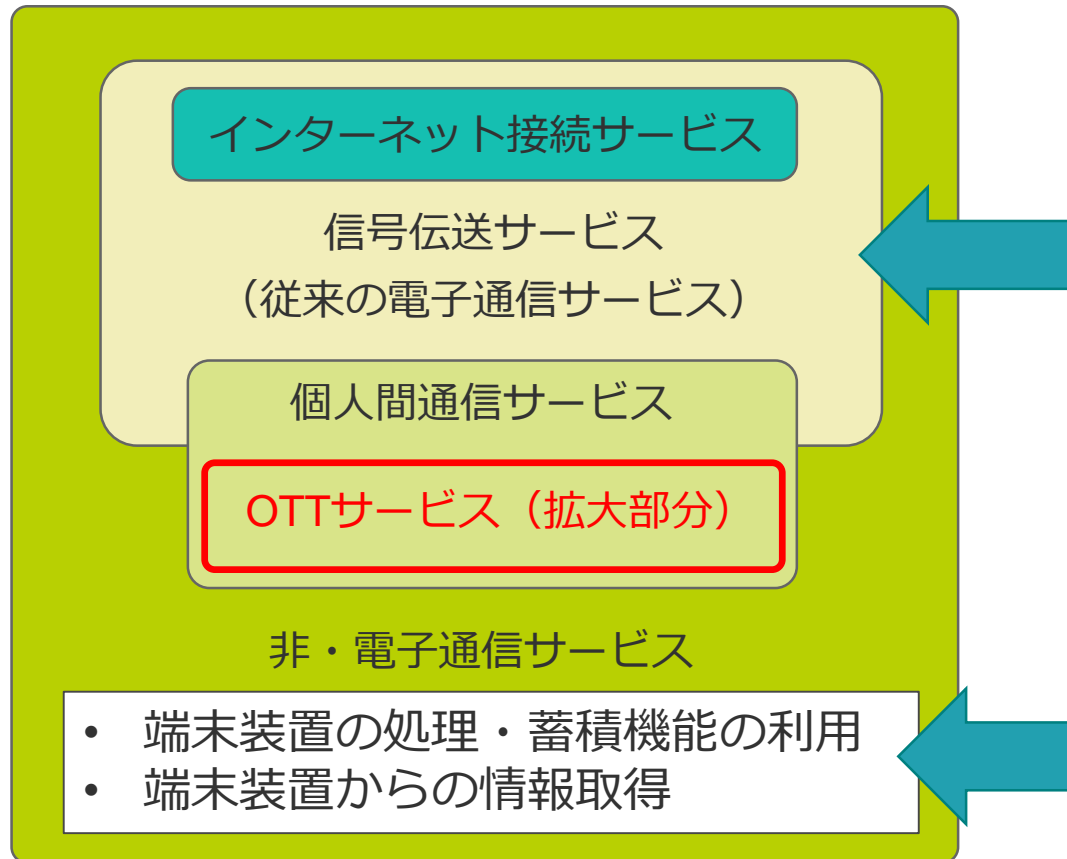 インターネット接続サービス
信号伝送サービス
（従来の電子通信サービス）
個人間通信サービス
OTTサービス（拡大部分）
非・電子通信サービス
• 端末装置の処理・蓄積機能の利用
• 端末装置からの情報取得